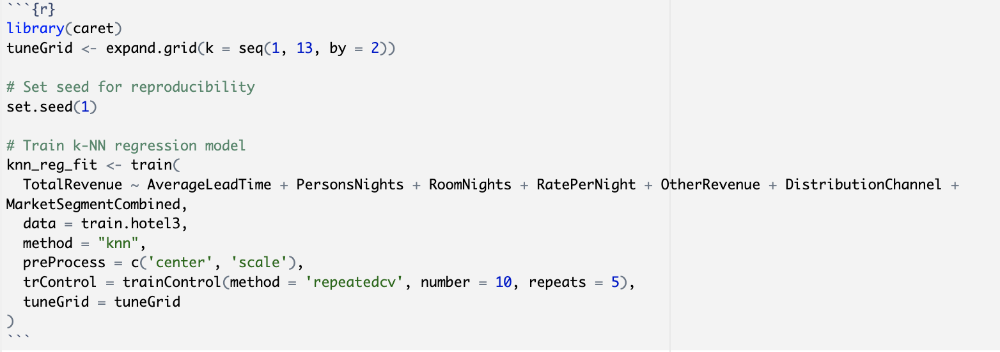 ```{r}
library(caret)
tuneGrid <- expand.grid(k = seq(1, 13, by = 2))

# Set seed for reproducibility
set.seed(1)

# Train k-NN regression model
knn_reg_fit <- train(
  TotalRevenue ~ AverageLeadTime + PersonsNights + RoomNights + RatePerNight + OtherRevenue + DistributionChannel +
MarketSegmentCombined,
  data = train.hotel3,
  method = "knn",
  preProcess = c('center', 'scale'),
  trControl = trainControl(method = 'repeatedcv', number = 10, repeats = 5),
  tuneGrid = tuneGrid
)
```